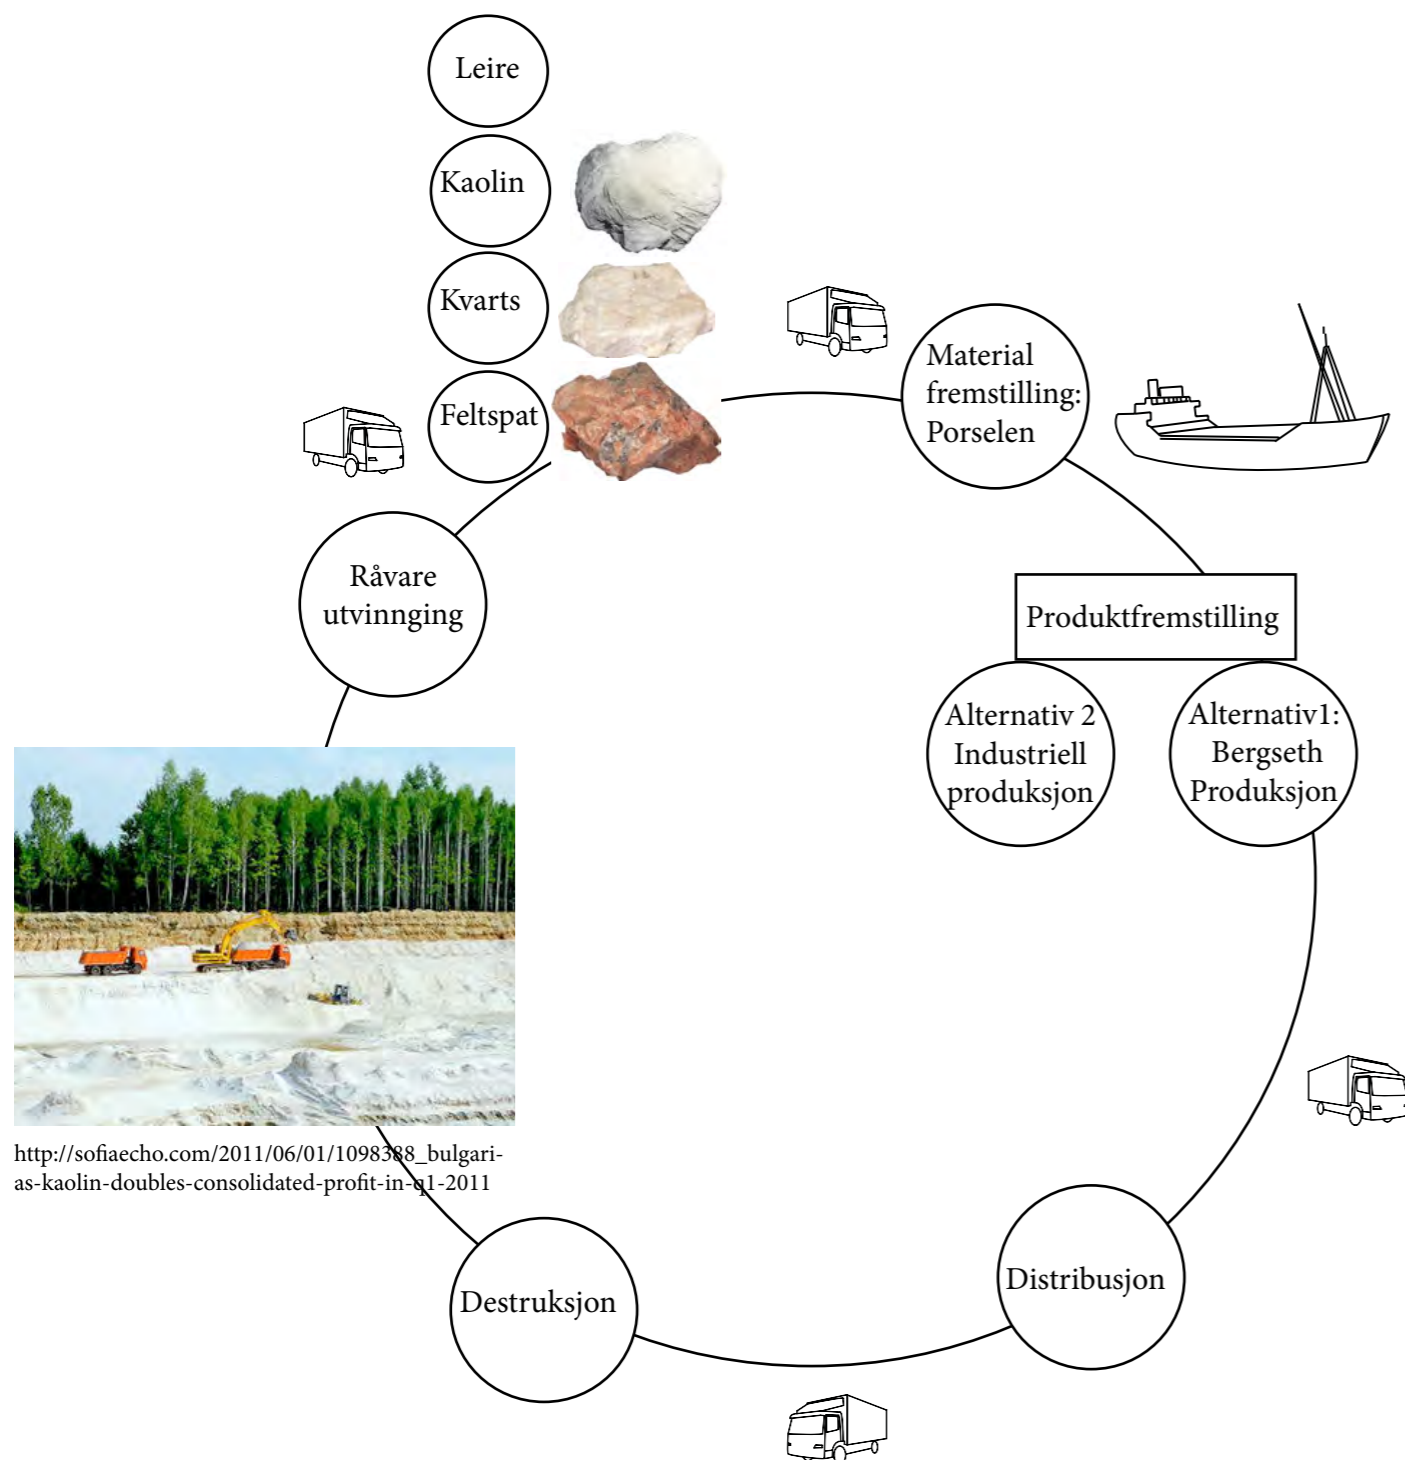 Leire
Kaolin
Kvarts
Feltspat
Material
fremstilling:
Porselen
Råvare
utvinnging
Produktfremstilling
Alternativ 2
Industriell
produksjon
Alternativ1:
Bergseth
Produksjon
http://sofiaecho.com/2011/06/01/1098388_bulgari-
as-kaolin-doubles-consolidated-profit-in-q1-2011
Destruksjon
Distribusjon